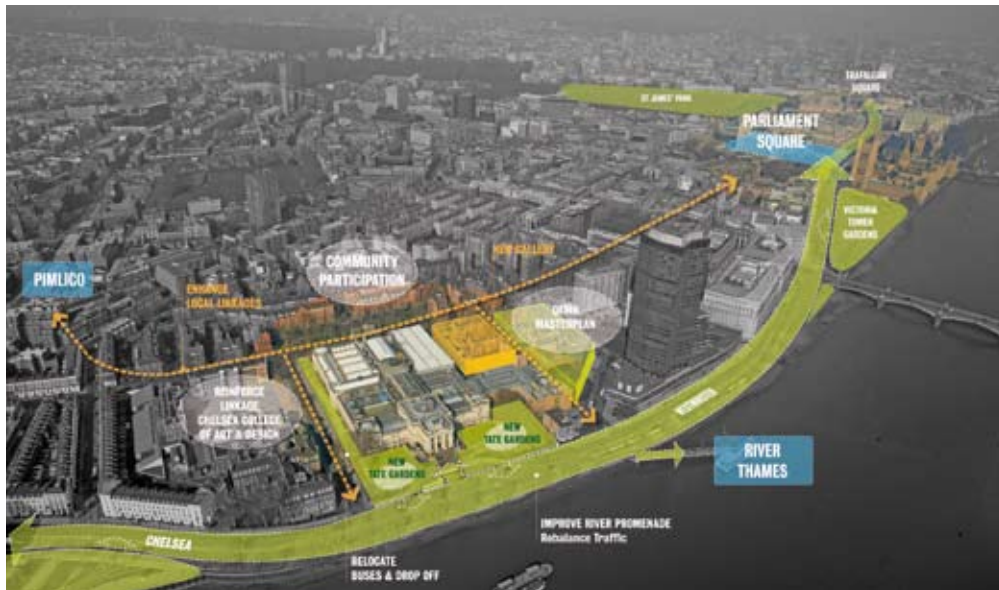 TRAFALGAR
SQUARE
ST JAMES' PARK
PARLIAMENT
SQUARE
VICTORIA
TOWER
GARDENS
NEW GALLERY
COMMUNITY
PARTICIPATION
PIMLICO
ENHANCE
LOCAL LINKAGES
MASTERPLAN
REINFORCE
LINKAGE
CHELSEA COLLEGE
OF ART & DESIGN
NEW
TATE GARDENS
NEW
TATE GARDENS
RIVER
THAMES
IMPROVE RIVER PROMENADE
Rebalance Traffic
CHELSEA
RELOCATE
BUSES & DROP OFF